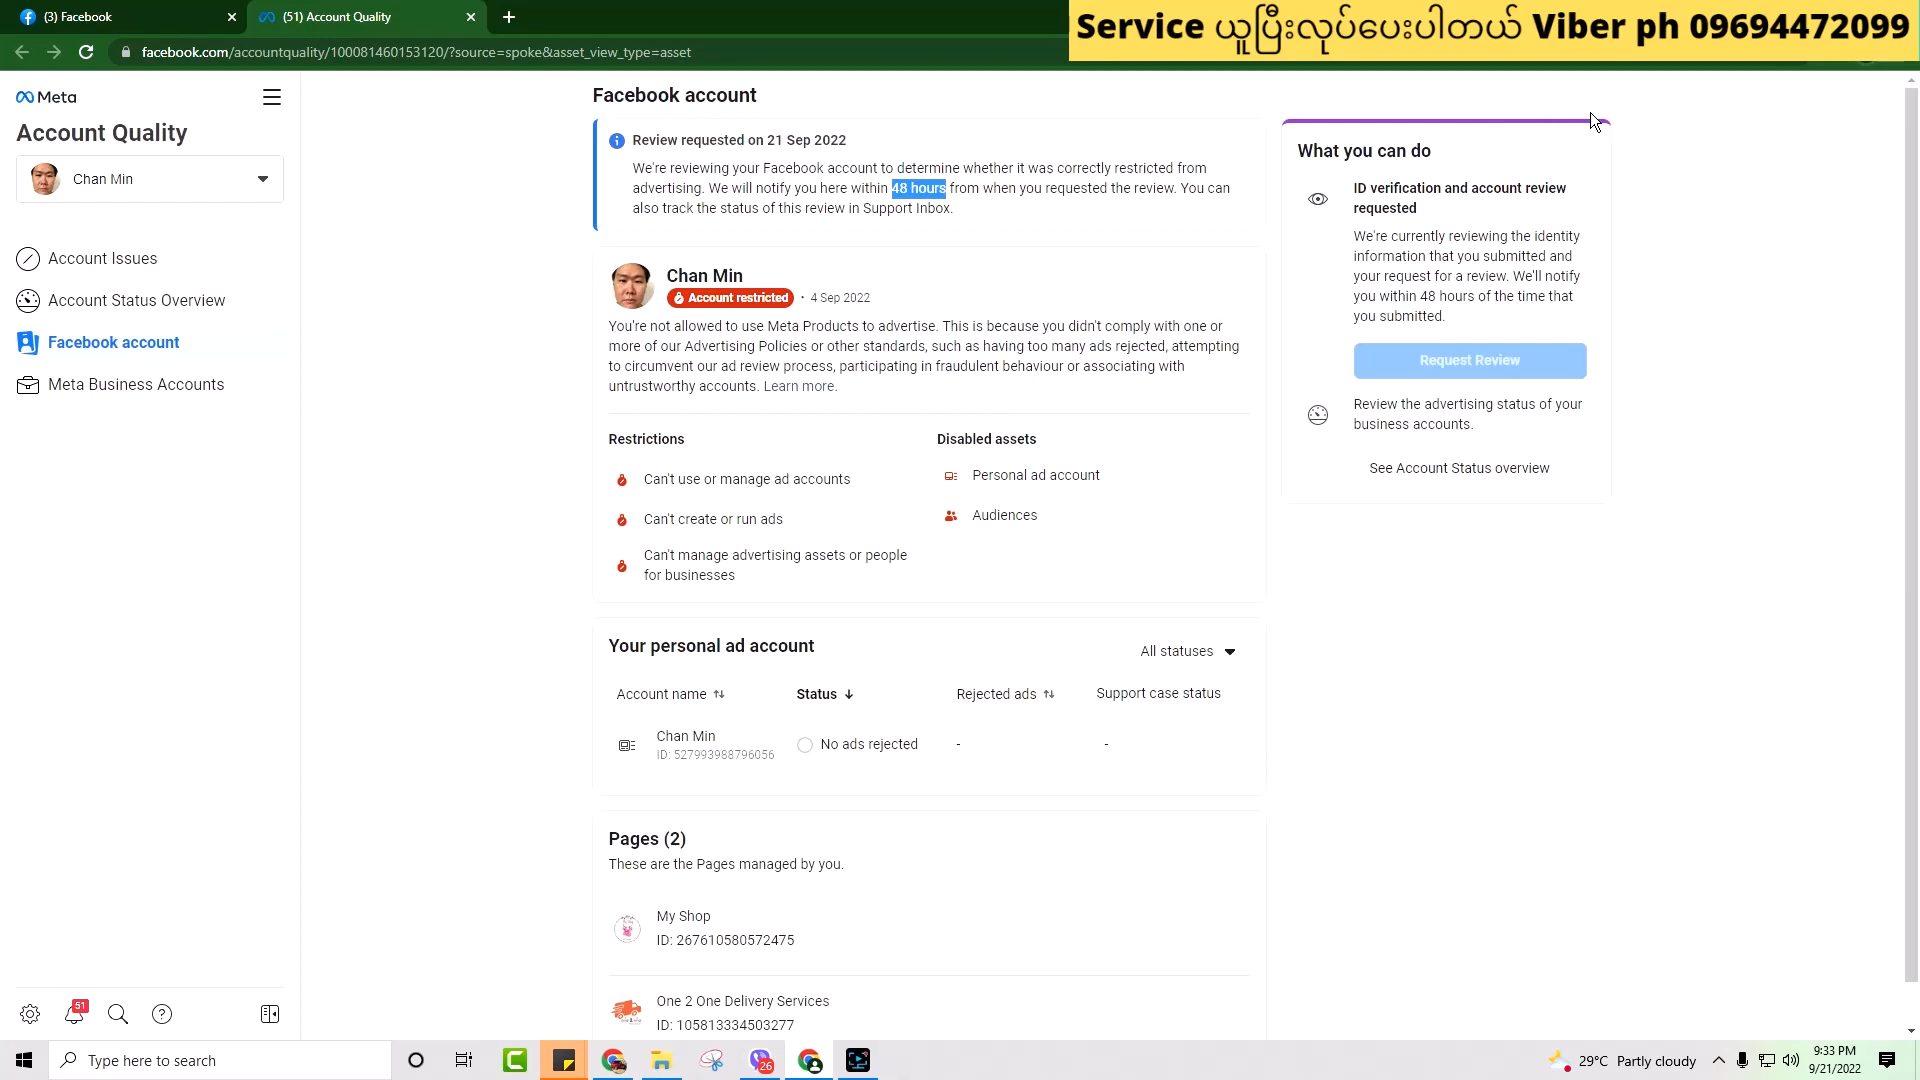 (3) Facebook
(51) Account Quality
Service ယူပြီးလုပ်ပေးပါတယ် Viber ph 09694472099
facebook.com/accountquality/100081460153120/?source=spoke&asset_view_type=asset
Meta
Account Quality
Chan Min
Account Issues
Account Status Overview
Facebook account
Meta Business Accounts
51
Facebook account
Review requested on 21 Sep 2022
We're reviewing your Facebook account to determine whether it was correctly restricted from
advertising. We will notify you here within 48 hours from when you requested the review. You can
also track the status of this review in Support Inbox.
Chan Min
Account restricted · 4 Sep 2022
You're not allowed to use Meta Products to advertise. This is because you didn't comply with one or
more of our Advertising Policies or other standards, such as having too many ads rejected, attempting
to circumvent our ad review process, participating in fraudulent behaviour or associating with
untrustworthy accounts. Learn more.
Restrictions
Can't use or manage ad accounts
Can't create or run ads
Can't manage advertising assets or people
for businesses
Disabled assets
Personal ad account
Audiences
Your personal ad account
All statuses
Account name
Status
Rejected ads
Support case status
Chan Min
ID: 527993988796056
No ads rejected
-
-
Pages (2)
These are the Pages managed by you.
My Shop
ID: 267610580572475
One 2 One Delivery Services
ID: 105813334503277
What you can do
ID verification and account review
requested
We're currently reviewing the identity
information that you submitted and
your request for a review. We'll notify
you within 48 hours of the time that
you submitted.
Request Review
Review the advertising status of your
business accounts.
See Account Status overview
Type here to search
26
29°C Partly cloudy
9:33 PM
9/21/2022